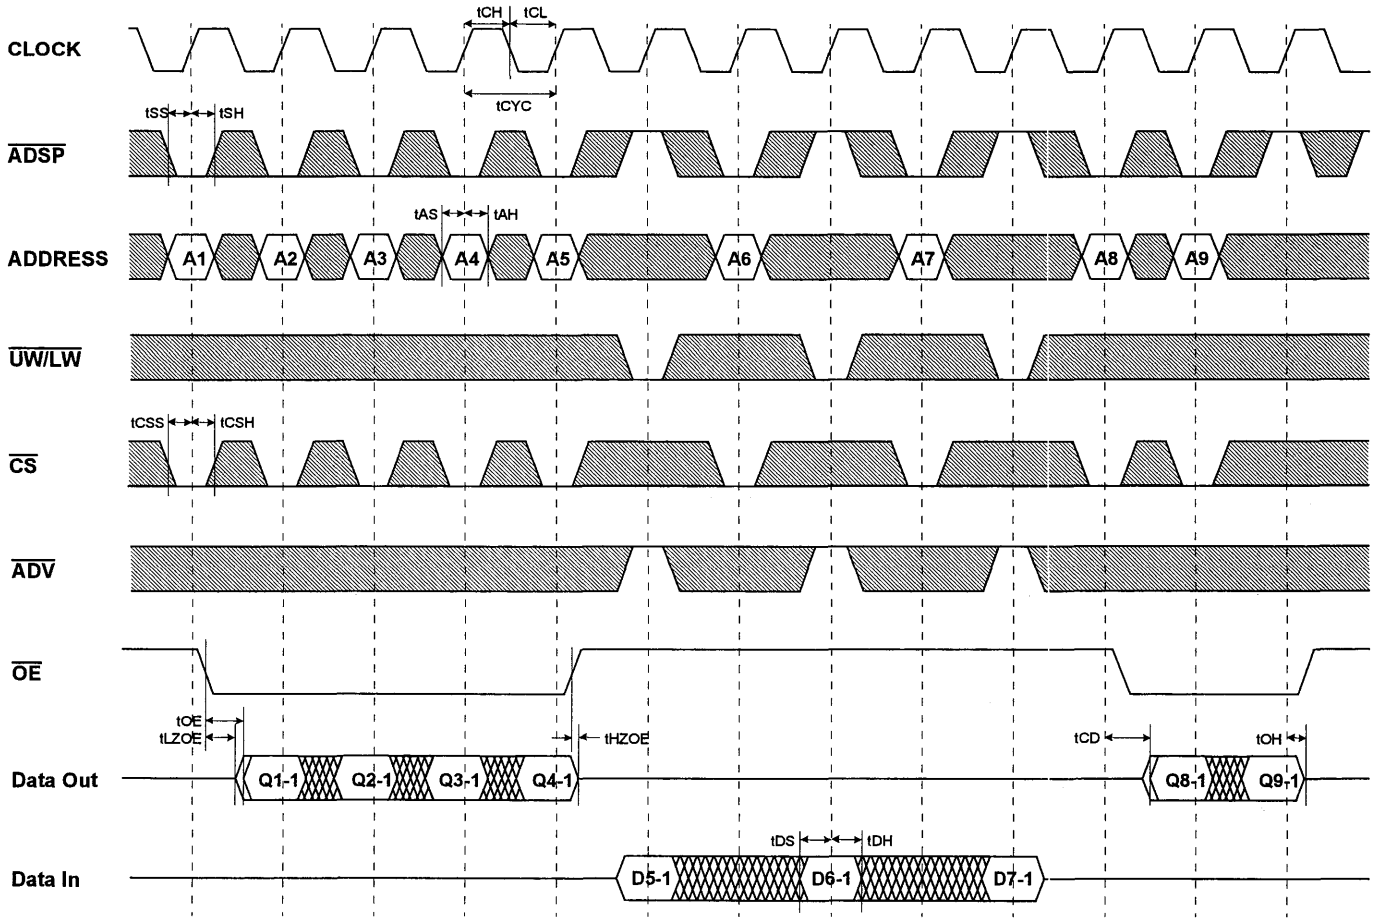 tCH tCL
CLOCK
tCYC
tSS tSH
ADSP
tAS tAH
ADDRESS A1 A2 A3 A4 A5 A6 A7 A8 A9
UW/LW
tCSS tCSH
CS
ADV
OE
tOE
tLZOE tHZOE tCD tOH
Data Out Q1-1 Q2-1 Q3-1 Q4-1 Q8-1 Q9-1
tDS tDH
Data In D5-1 D6-1 D7-1